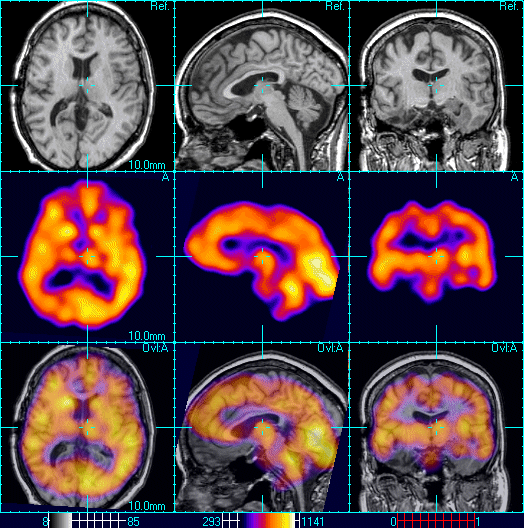 Ref. Ref. Ref.
10.0mm
A A A
10.0mm
Ovl:A Ovl:A Ovl:A
10.0mm
8 85 293 1141 0 1